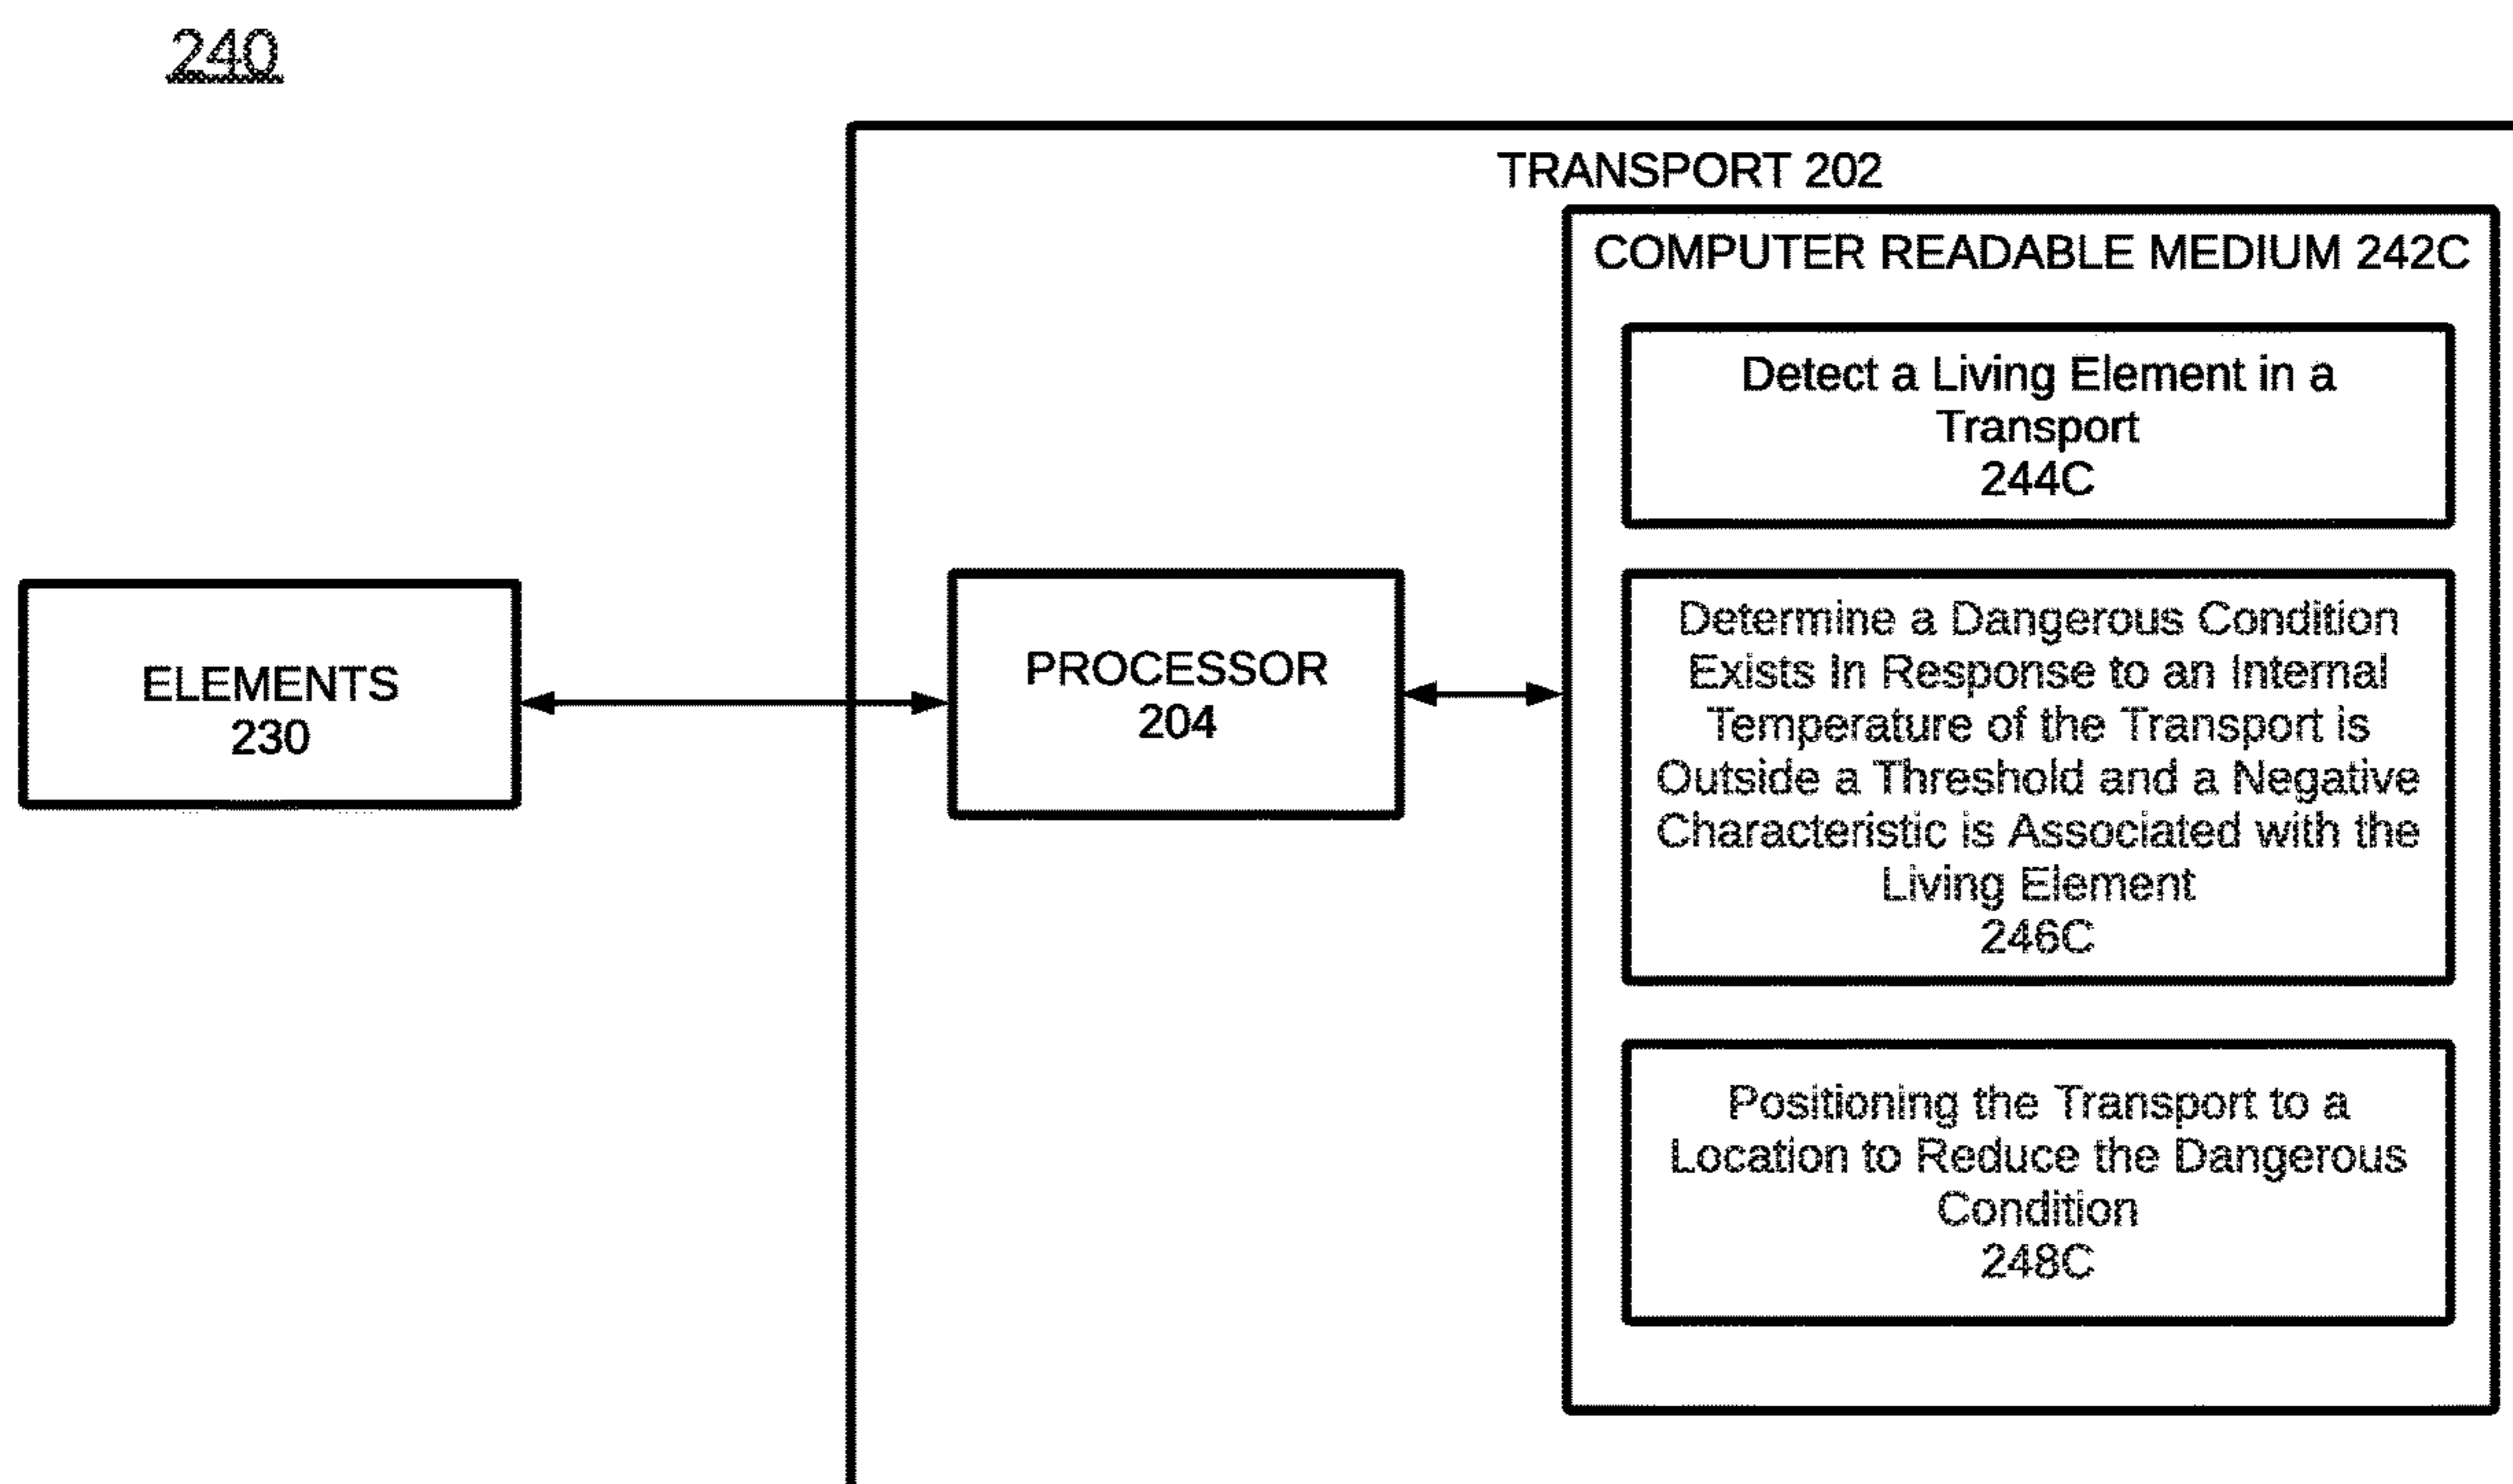 240
TRANSPORT 202
COMPUTER READABLE MEDIUM 242C
Detect a Living Element in a
Transport
244C
ELEMENTS
230
PROCESSOR
204
Determine a Dangerous Condition
Exists In Response to an Internal
Temperature of the Transport is
Outside a Threshold and a Negative
Characteristic is Associated with the
Living Element
246C
Positioning the Transport to a
Location to Reduce the Dangerous
Condition
248C